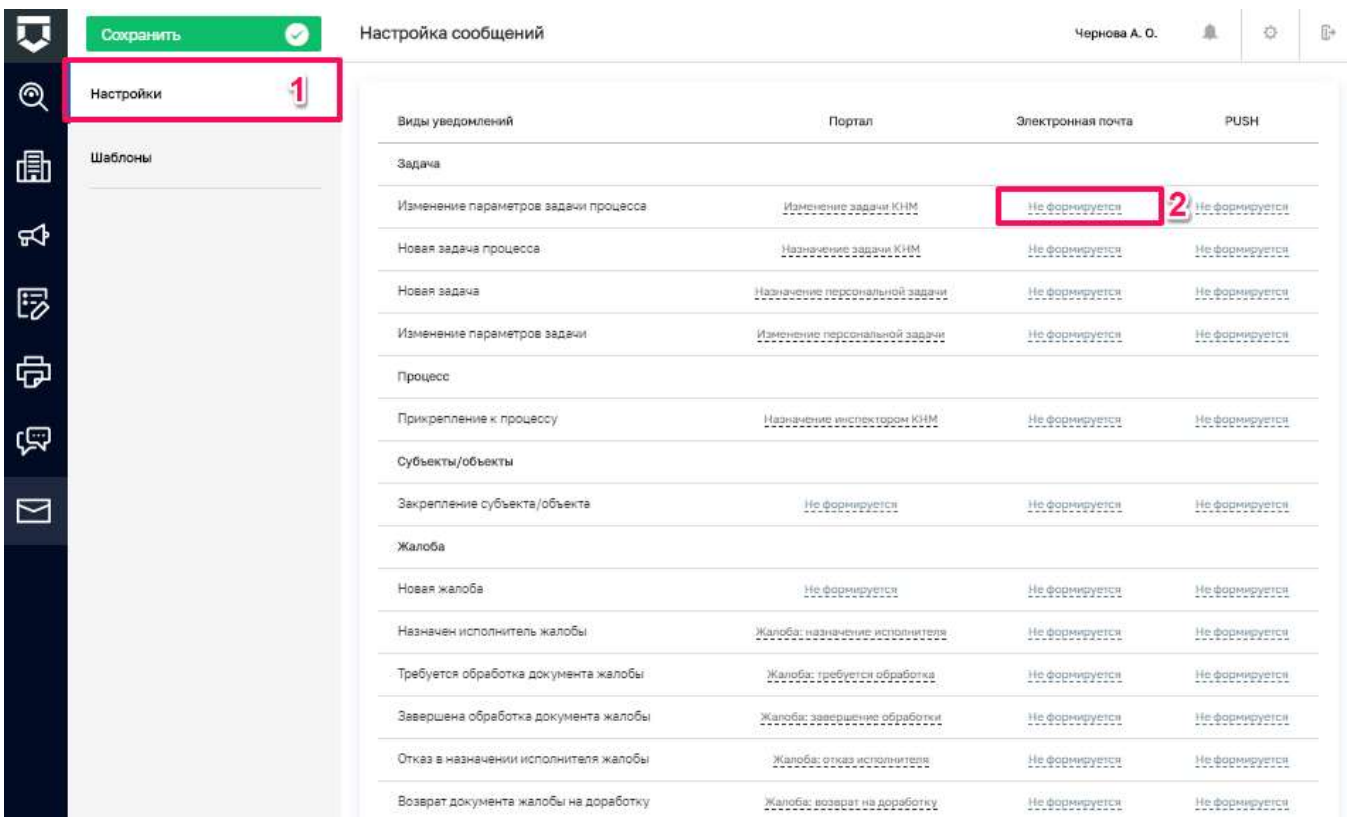 Сохранить
Настройка сообщений
Чернова А. О.
Настройки
1
Шаблоны
Виды уведомлений Портал Электронная почта PUSH
Задача
Изменение параметров задачи процесса Изменение задачи КНМ Не формируется 2 Не формируется
Новая задача процесса Назначение задачи КНМ Не формируется Не формируется
Новая задача Назначение персональной задачи Не формируется Не формируется
Изменение параметров задачи Изменение персональной задачи Не формируется Не формируется
Процесс
Прикрепление к процессу Назначение инспектором КНМ Не формируется Не формируется
Субъекты/объекты
Закрепление субъекта/объекта Не формируется Не формируется Не формируется
Жалоба
Новая жалоба Не формируется Не формируется Не формируется
Назначен исполнитель жалобы Жалоба: назначение исполнителя Не формируется Не формируется
Требуется обработка документа жалобы Жалоба: требуется обработка Не формируется Не формируется
Завершена обработка документа жалобы Жалоба: завершение обработки Не формируется Не формируется
Отказ в назначении исполнителя жалобы Жалоба: отказ исполнителя Не формируется Не формируется
Возврат документа жалобы на доработку Жалоба: возврат на доработку Не формируется Не формируется